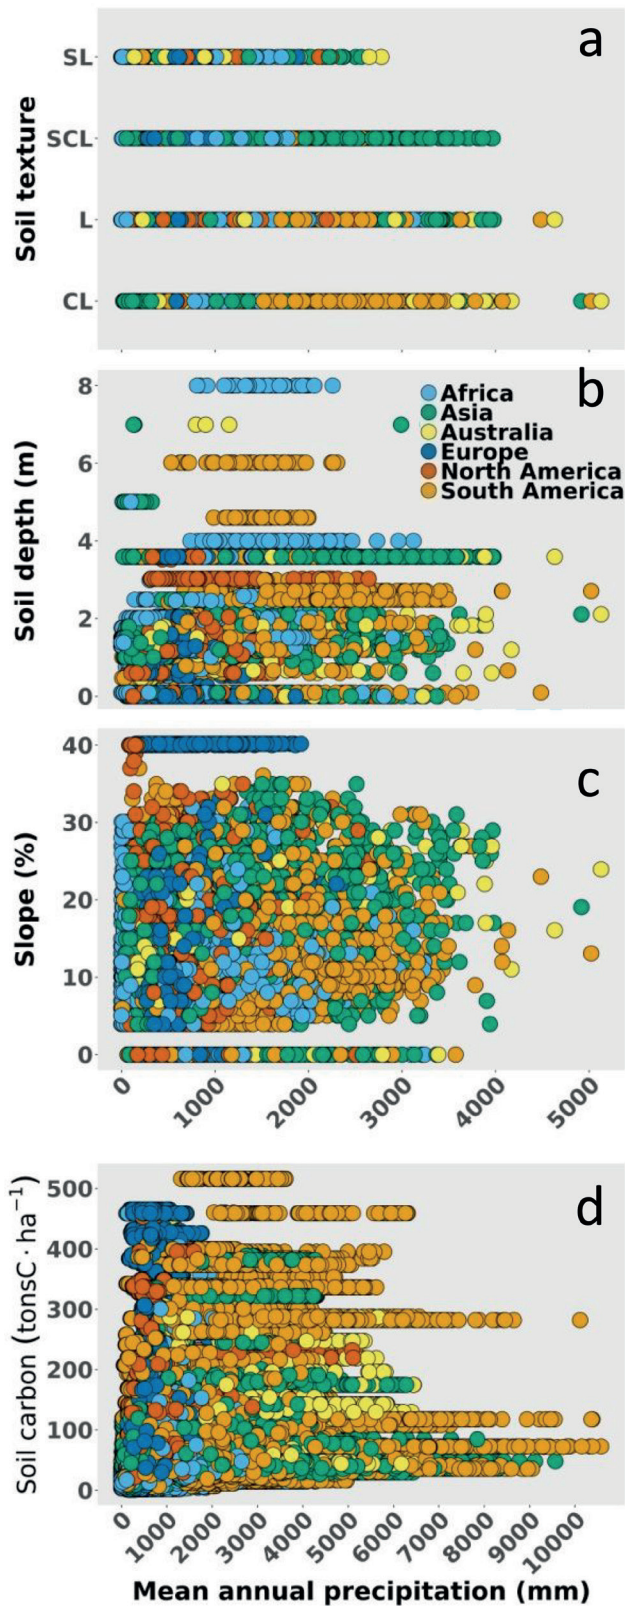 a
Soil texture
SL
SCL
L
CL
b
Soil depth (m)
8
6
4
2
0
Africa
Asia
Australia
Europe
North America
South America
c
Slope (%)
40
30
20
10
0
0 1000 2000 3000 4000 5000
d
Soil carbon (tonsC · ha⁻¹)
500
400
300
200
100
0
0 1000 2000 3000 4000 5000 6000 7000 8000 9000 10000
Mean annual precipitation (mm)